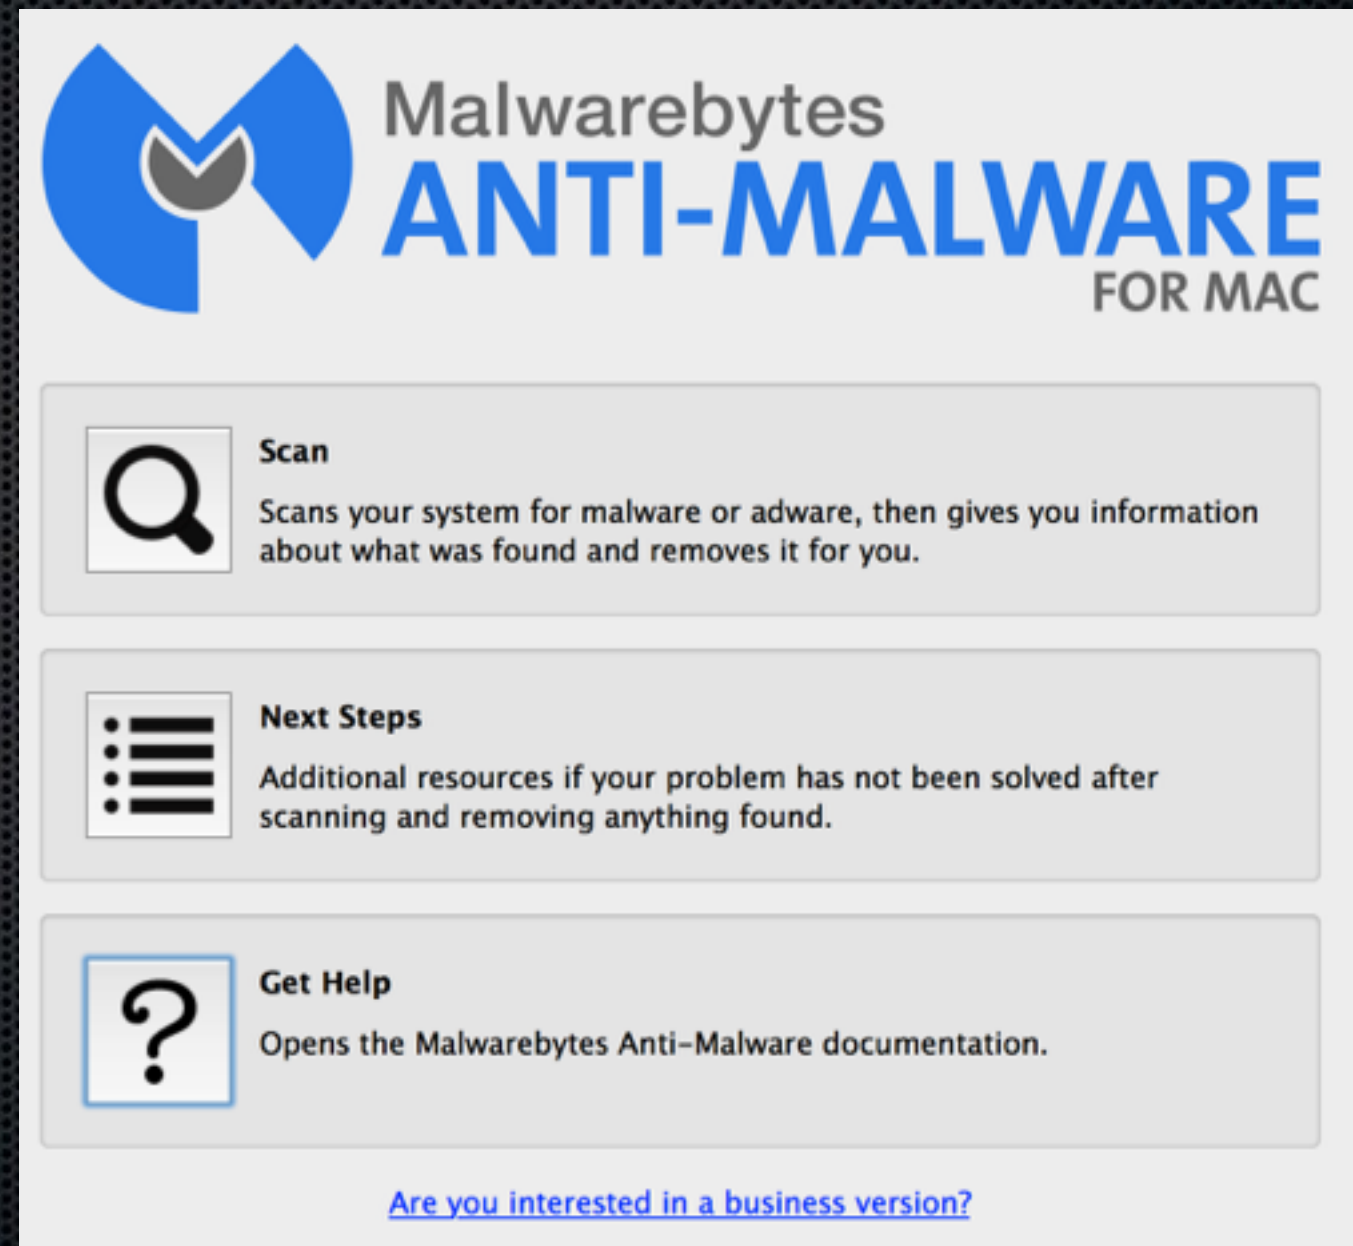 Malwarebytes
ANTI-MALWARE
FOR MAC
Scan
Scans your system for malware or adware, then gives you information
about what was found and removes it for you.
Next Steps
Additional resources if your problem has not been solved after
scanning and removing anything found.
?
Get Help
Opens the Malwarebytes Anti-Malware documentation.
Are you interested in a business version?